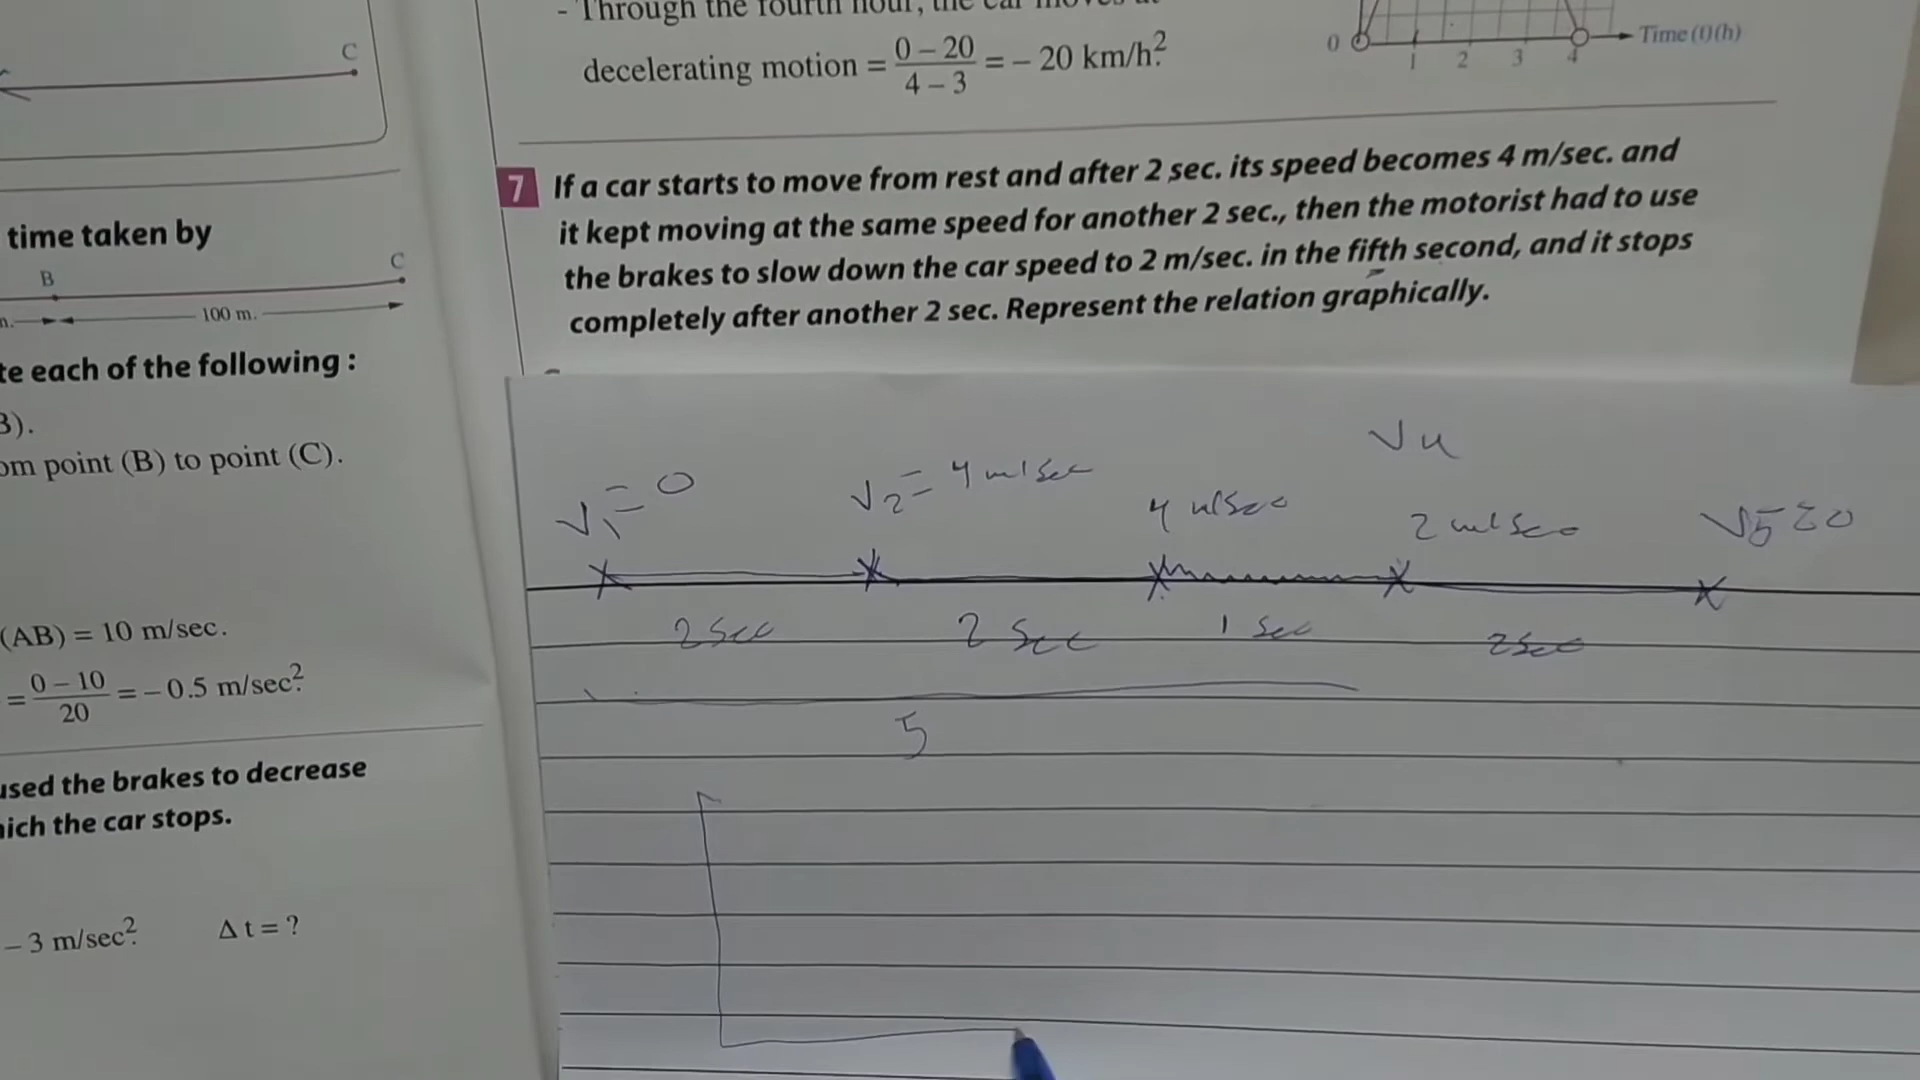 C
time taken by
B
C
100 m.
te each of the following :
B).
om point (B) to point (C).
(AB) = 10 m/sec.
= 0 – 10 / 20 = – 0.5 m/sec².
used the brakes to decrease
hich the car stops.
– 3 m/sec². Δ t = ?
- Through the fourth hour, the car moves at
decelerating motion = 0 – 20 / 4 – 3 = – 20 km/h².
0 1 2 3 4 Time (t)(h)
7 If a car starts to move from rest and after 2 sec. its speed becomes 4 m/sec. and
it kept moving at the same speed for another 2 sec., then the motorist had to use
the brakes to slow down the car speed to 2 m/sec. in the fifth second, and it stops
completely after another 2 sec. Represent the relation graphically.
V4
V1 = 0 V2 = 4 m/sec 4 m/sec 2 m/sec V5 = 0
2 sec 2 sec 1 sec 2 sec
5